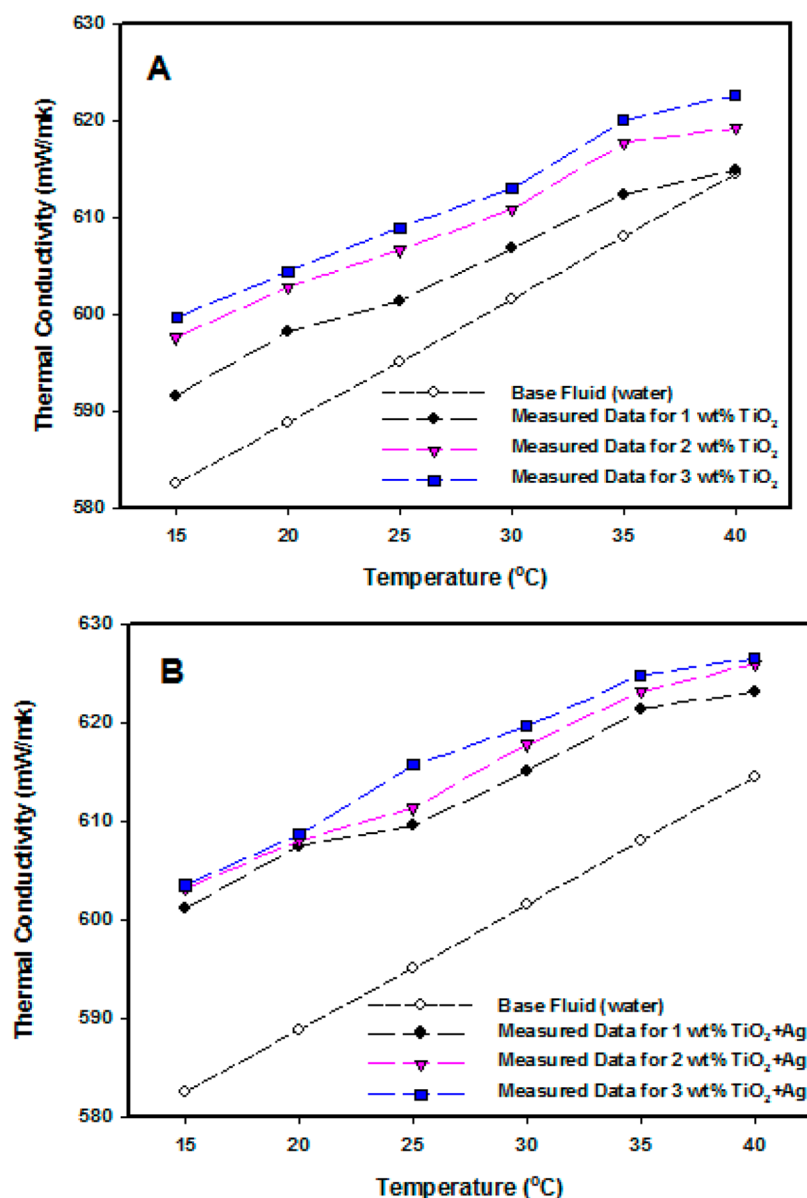 A
630
620
610
600
590
580
Thermal Conductivity (mW/mk)
Base Fluid (water)
Measured Data for 1 wt% TiO₂
Measured Data for 2 wt% TiO₂
Measured Data for 3 wt% TiO₂
15 20 25 30 35 40
Temperature (⁰C)
B
630
620
610
600
590
580
Thermal Conductivity (mW/mk)
Base Fluid (water)
Measured Data for 1 wt% TiO₂+Ag
Measured Data for 2 wt% TiO₂+Ag
Measured Data for 3 wt% TiO₂+Ag
15 20 25 30 35 40
Temperature (⁰C)